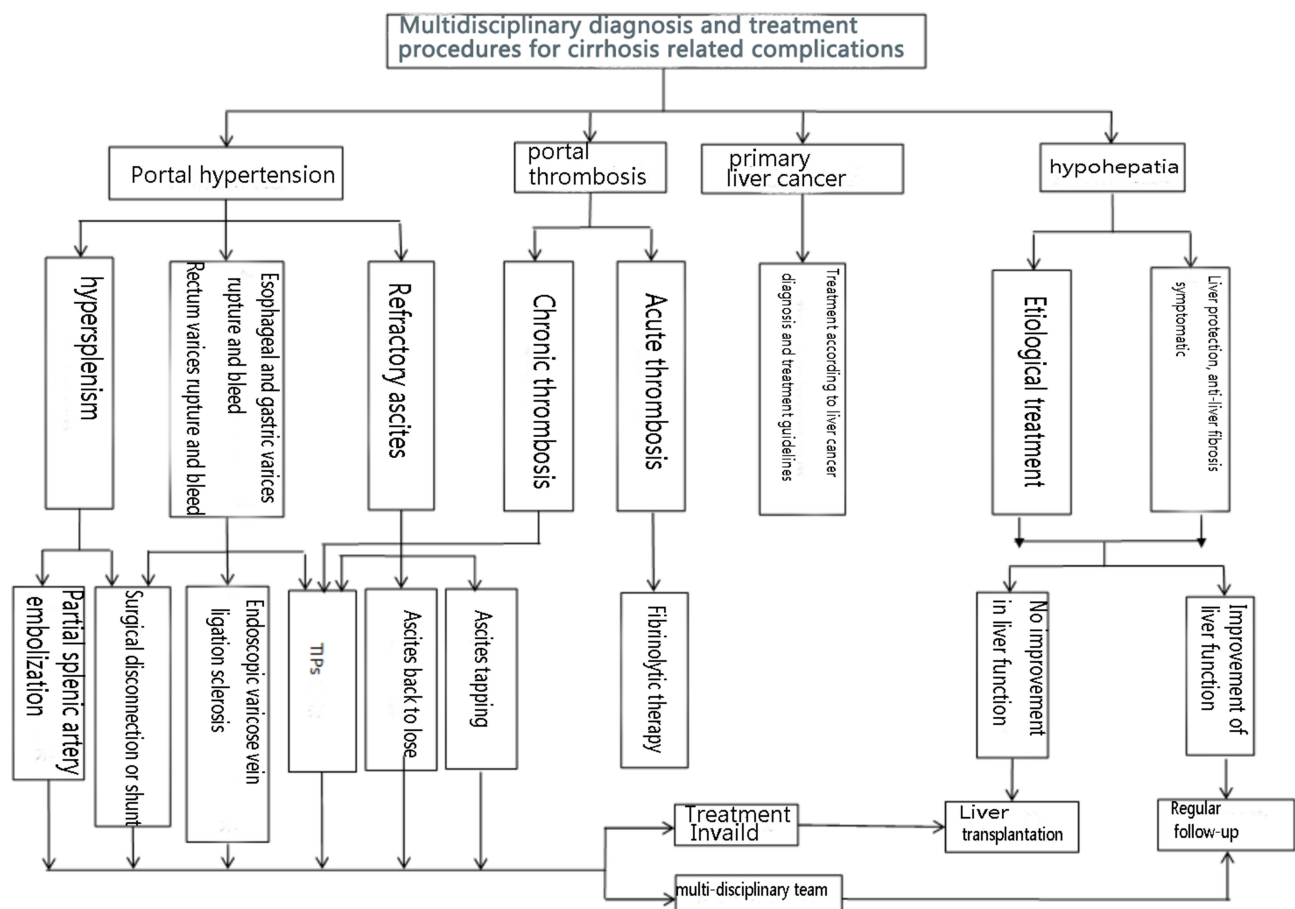 Multidisciplinary diagnosis and treatment
procedures for cirrhosis related complications
Portal hypertension
portal
thrombosis
primary
liver cancer
hypohepatia
hypersplenism
Esophageal and gastric varices
rupture and bleed
Rectum varices rupture and bleed
Refractory ascites
Chronic thrombosis
Acute thrombosis
Treatment according to liver cancer
diagnosis and treatment guidelines
Etiological treatment
Liver protection, anti-liver fibrosis
symptomatic
Partial splenic artery
embolization
Surgical disconnection or shunt
Endoscopic varicose vein
ligation sclerosis
TIPs
Ascites back to lose
Ascites tapping
Fibrinolytic therapy
No improvement
in liver function
Improvement of
liver function
Treatment
Invaild
Liver
transplantation
Regular
follow-up
multi-disciplinary team